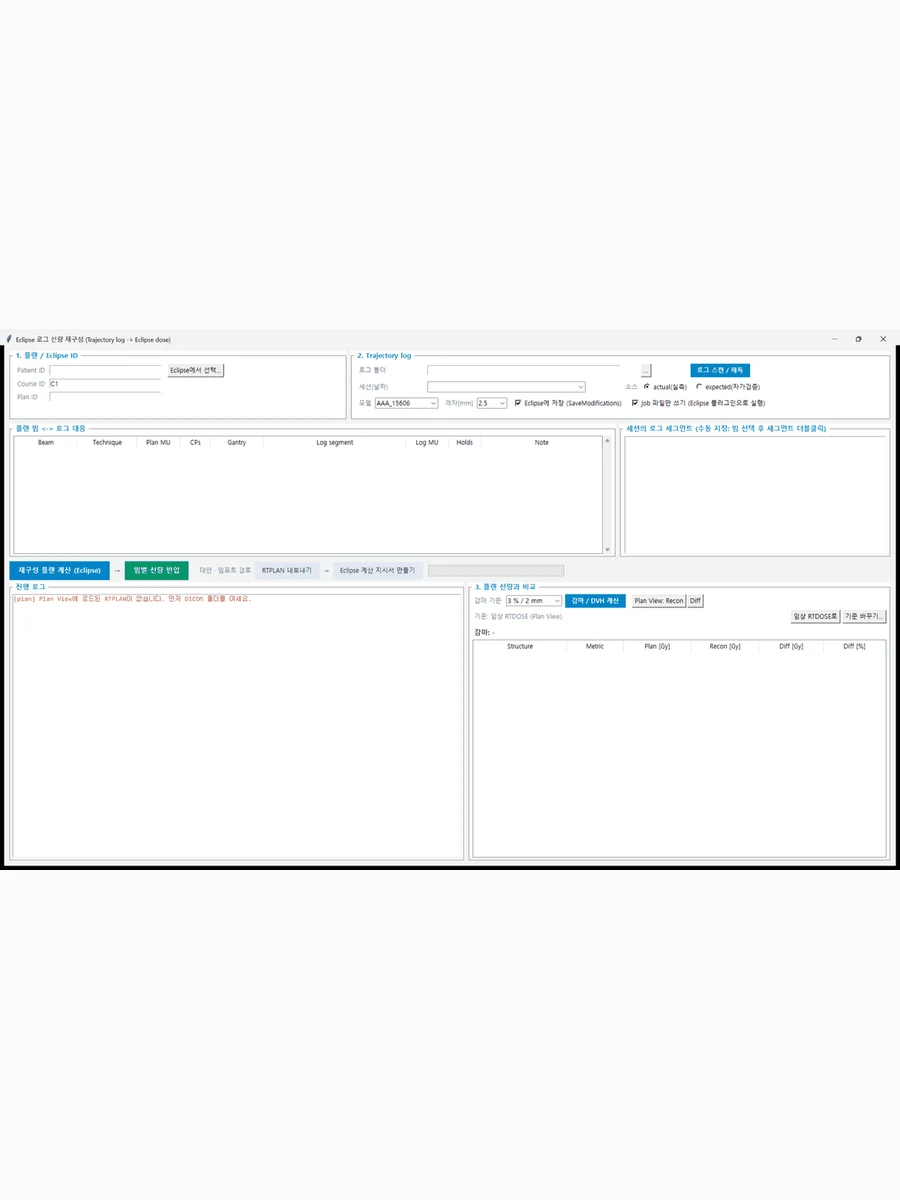 Eclipse 로그 선량 재구성 (Trajectory log -> Eclipse dose)
1. 플랜 / Eclipse ID
Patient ID
Eclipse에서 선택...
Course ID C1
Plan ID
2. Trajectory log
로그 폴더 ... 로그 스캔 / 해독
세션(날짜) 소스 actual(실측) expected(자가검증)
모델 AAA_15606 격자(mm) 2.5 Eclipse에 저장 (SaveModifications) job 파일만 쓰기 (Eclipse 플러그인으로 실행)
플랜 빔 <-> 로그 대응
Beam Technique Plan MU CPs Gantry Log segment Log MU Holds Note
세션의 로그 세그먼트 (수동 지정: 빔 선택 후 세그먼트 더블클릭)
재구성 플랜 계산 (Eclipse) → 빔별 선량 반입 대안 · 임포트 경로 RTPLAN 내보내기 → Eclipse 계산 지시서 만들기
진행 로그
[plan] Plan View에 로드된 RTPLAN이 없습니다. 먼저 DICOM 폴더를 여세요.
3. 플랜 선량과 비교
감마 기준 3 % / 2 mm 감마 / DVH 계산 Plan View: Recon Diff
기준: 임상 RTDOSE (Plan View) 임상 RTDOSE로 기준 바꾸기...
감마: -
Structure Metric Plan [Gy] Recon [Gy] Diff [Gy] Diff [%]